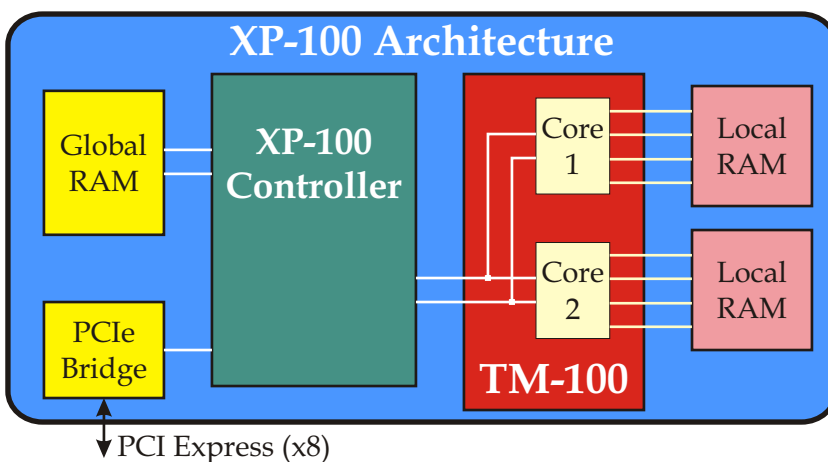 XP-100 Architecture
Global
RAM
XP-100
Controller
Core
1
Local
RAM
Core
2
Local
RAM
PCIe
Bridge
TM-100
PCI Express (x8)